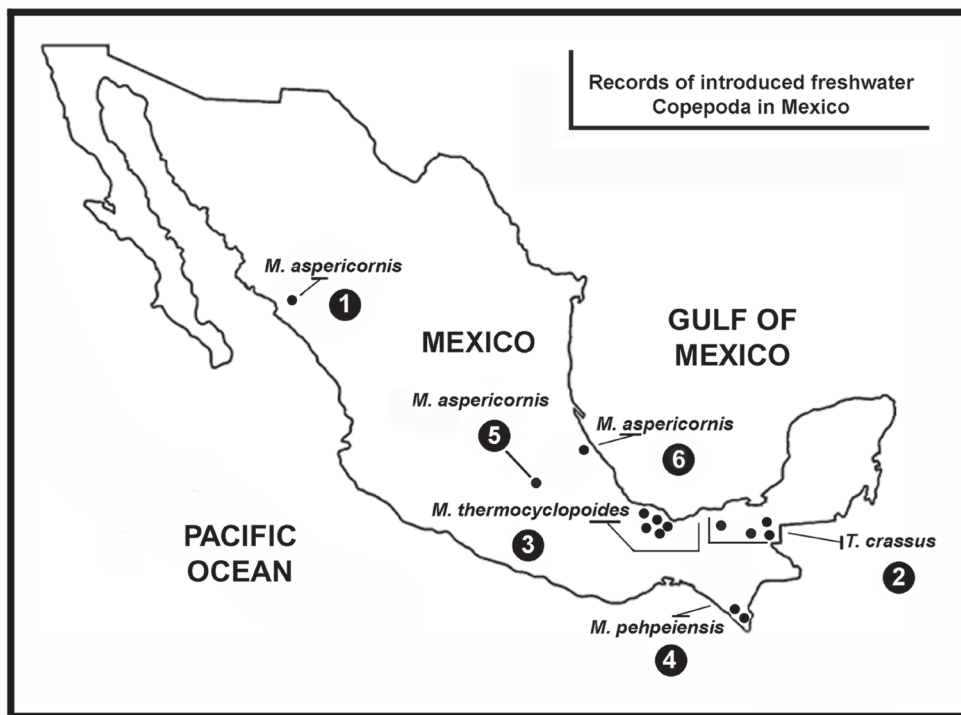 Records of introduced freshwater
Copepoda in Mexico
M. aspericornis
1
MEXICO
GULF OF
MEXICO
M. aspericornis
5
M. aspericornis
6
M. thermocyclopoides
3
PACIFIC
OCEAN
T. crassus
2
M. pehpeiensis
4